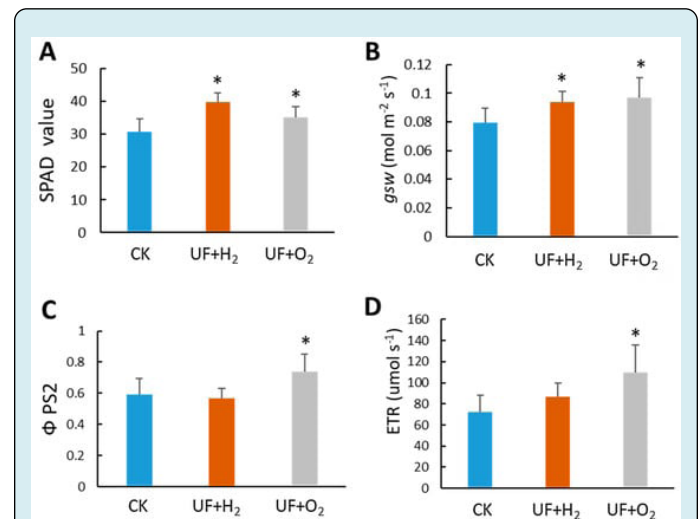 A
SPAD value
50
40
30
20
10
0
*
*
CK UF+H₂ UF+O₂
B
gsw (mol m⁻² s⁻¹)
0.12
0.1
0.08
0.06
0.04
0.02
0
*
*
CK UF+H₂ UF+O₂
C
Φ PS2
1
0.8
0.6
0.4
0.2
0
*
CK UF+H₂ UF+O₂
D
ETR (umol s⁻¹)
160
140
120
100
80
60
40
20
0
*
CK UF+H₂ UF+O₂